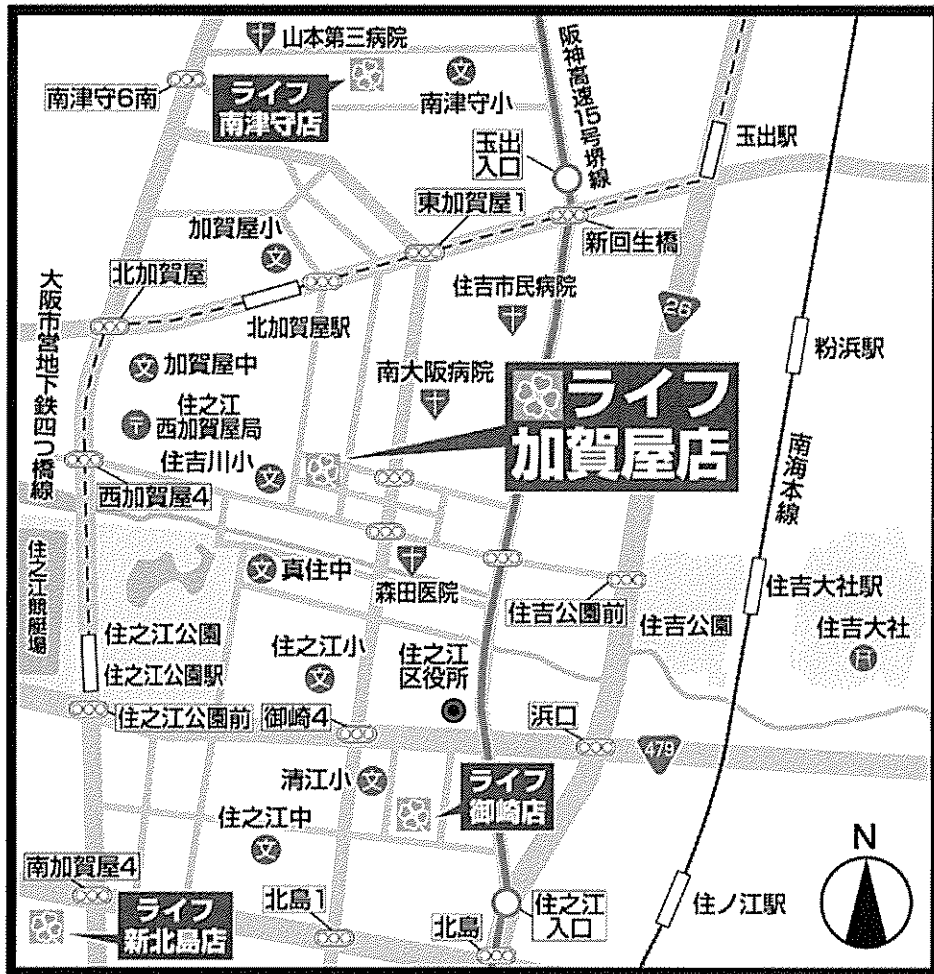 山本第三病院
南津守6南
ライフ
南津守店
南津守小
阪神高速15号堺線
玉出
入口
玉出駅
東加賀屋1
新回生橋
加賀屋小
北加賀屋
北加賀屋駅
住吉市民病院
26
大阪市営地下鉄四つ橋線
加賀屋中
南大阪病院
粉浜駅
ライフ
加賀屋店
住之江
西加賀屋局
住吉川小
西加賀屋4
南海本線
住之江競艇場
真住中
森田医院
住吉公園前
住吉公園
住吉大社駅
住吉大社
住之江公園
住之江公園駅
住之江小
住之江
区役所
住之江公園前
御崎4
浜口
479
清江小
ライフ
御崎店
住之江中
南加賀屋4
ライフ
新北島店
北島1
北島
住之江
入口
住ノ江駅
N